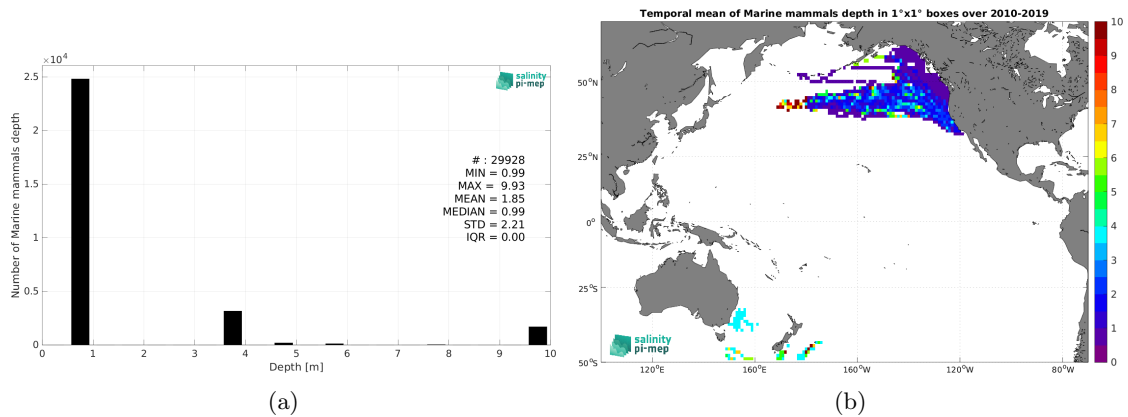 ×10⁴
2.5
2
1.5
1
0.5
0
Number of Marine mammals depth
salinity
pi-mep
# : 29928
MIN = 0.99
MAX = 9.93
MEAN = 1.85
MEDIAN = 0.99
STD = 2.21
IQR = 0.00
0 1 2 3 4 5 6 7 8 9 10
Depth [m]
(a)
Temporal mean of Marine mammals depth in 1°x1° boxes over 2010-2019
50°N
25°N
0°
25°S
50°S
120°E 160°E 160°W 120°W 80°W
salinity
pi-mep
10
9
8
7
6
5
4
3
2
1
0
(b)